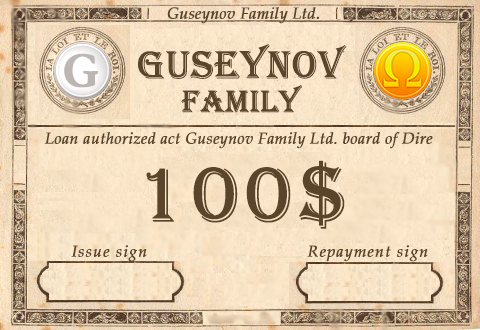 Guseynov Family Ltd.
LA LOI ET LE ROI.
G
GUSEYNOV
FAMILY
LA LOI ET LE ROI.
Ω
Loan authorized act Guseynov Family Ltd. board of Dire
100$
Issue sign
Repayment sign